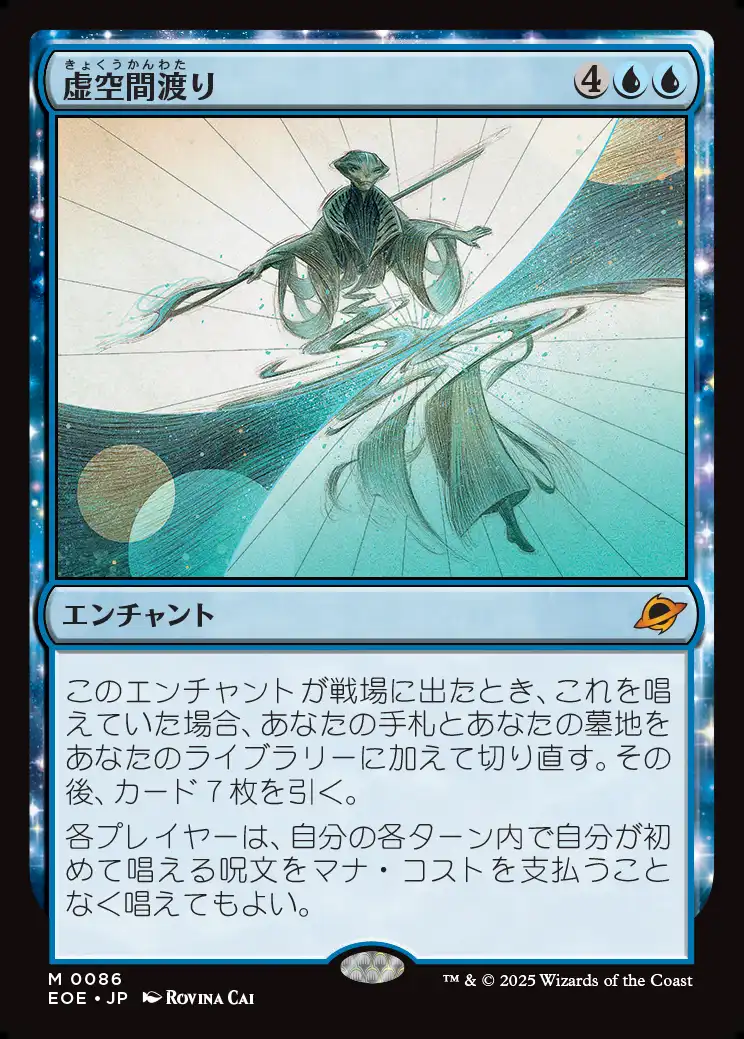 きょくうかんわた
虚空間渡り
4
エンチャント
このエンチャントが戦場に出たとき、これを唱
えていた場合、あなたの手札とあなたの墓地を
あなたのライブラリーに加えて切り直す。その
後、カード７枚を引く。
各プレイヤーは、自分の各ターン内で自分が初
めて唱える呪文をマナ・コストを支払うこと
なく唱えてもよい。
M 0086
EOE • JP ROVINA CAI
™ & © 2025 Wizards of the Coast